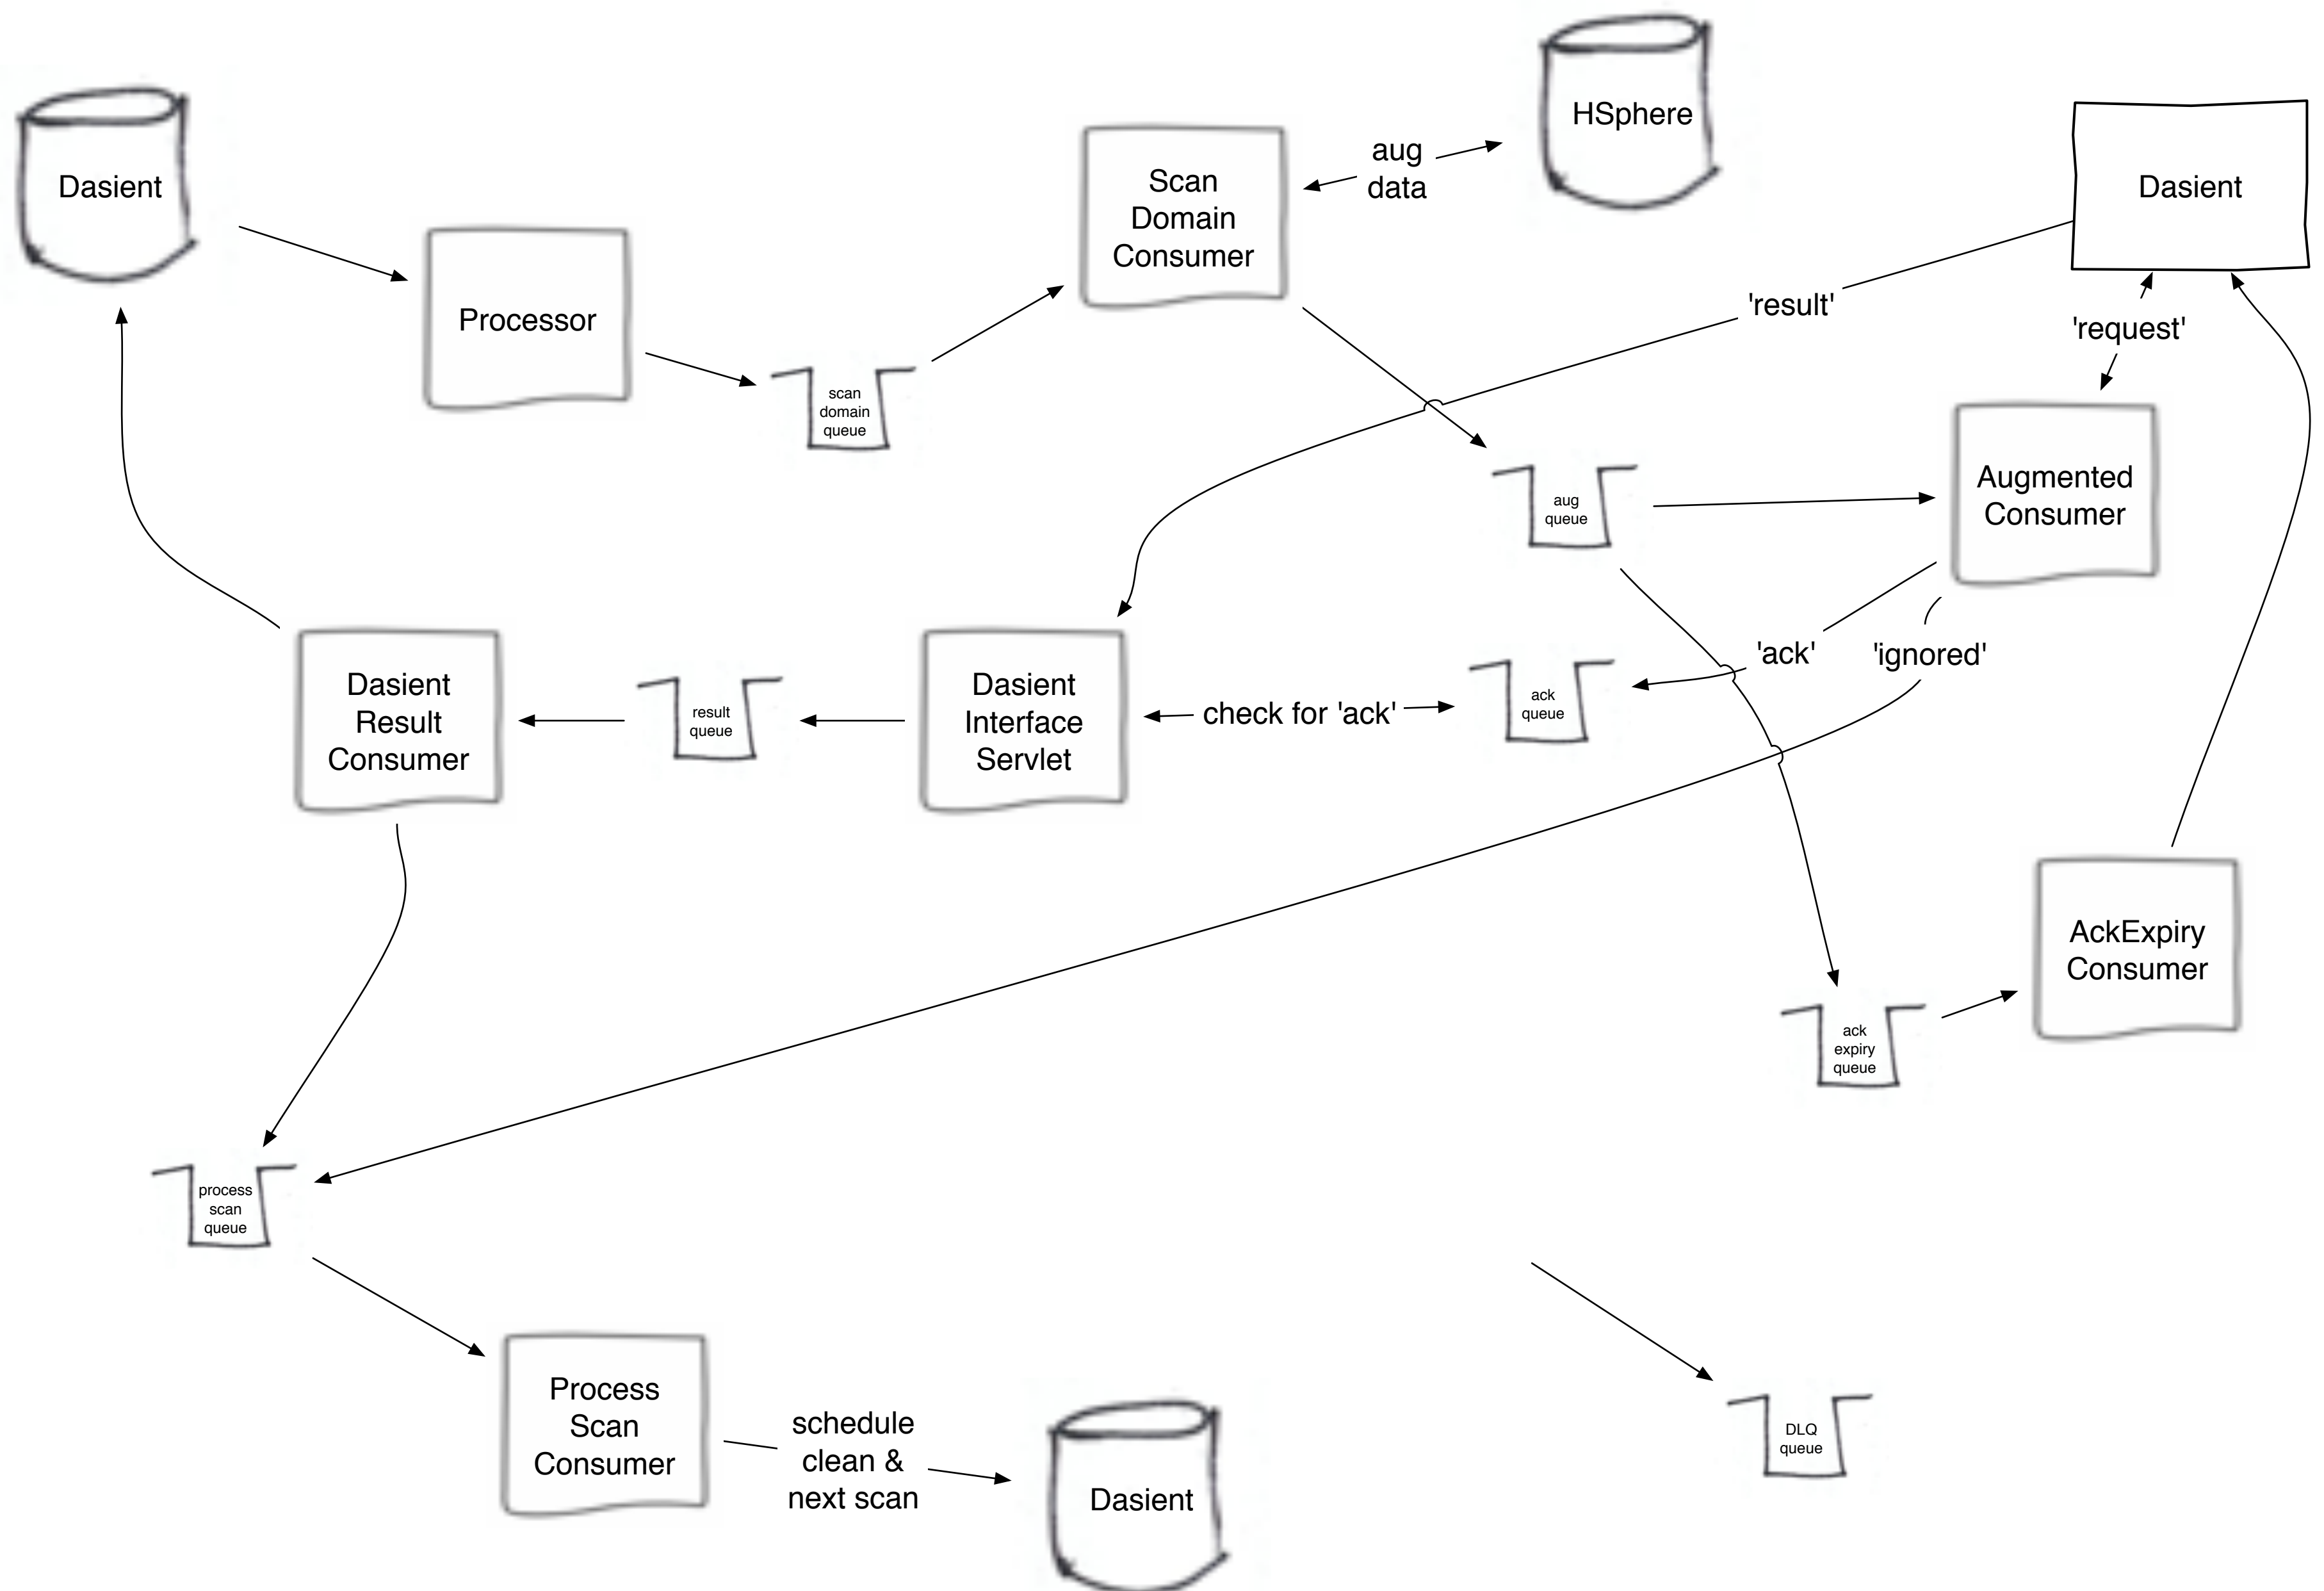 HSphere
aug
data
Scan
Domain
Consumer
Dasient
Dasient
Processor
'result'
'request'
scan
domain
queue
Augmented
Consumer
aug
queue
'ack'
'ignored'
Dasient
Result
Consumer
result
queue
Dasient
Interface
Servlet
check for 'ack'
ack
queue
AckExpiry
Consumer
ack
expiry
queue
process
scan
queue
Process
Scan
Consumer
schedule
clean &
next scan
Dasient
DLQ
queue